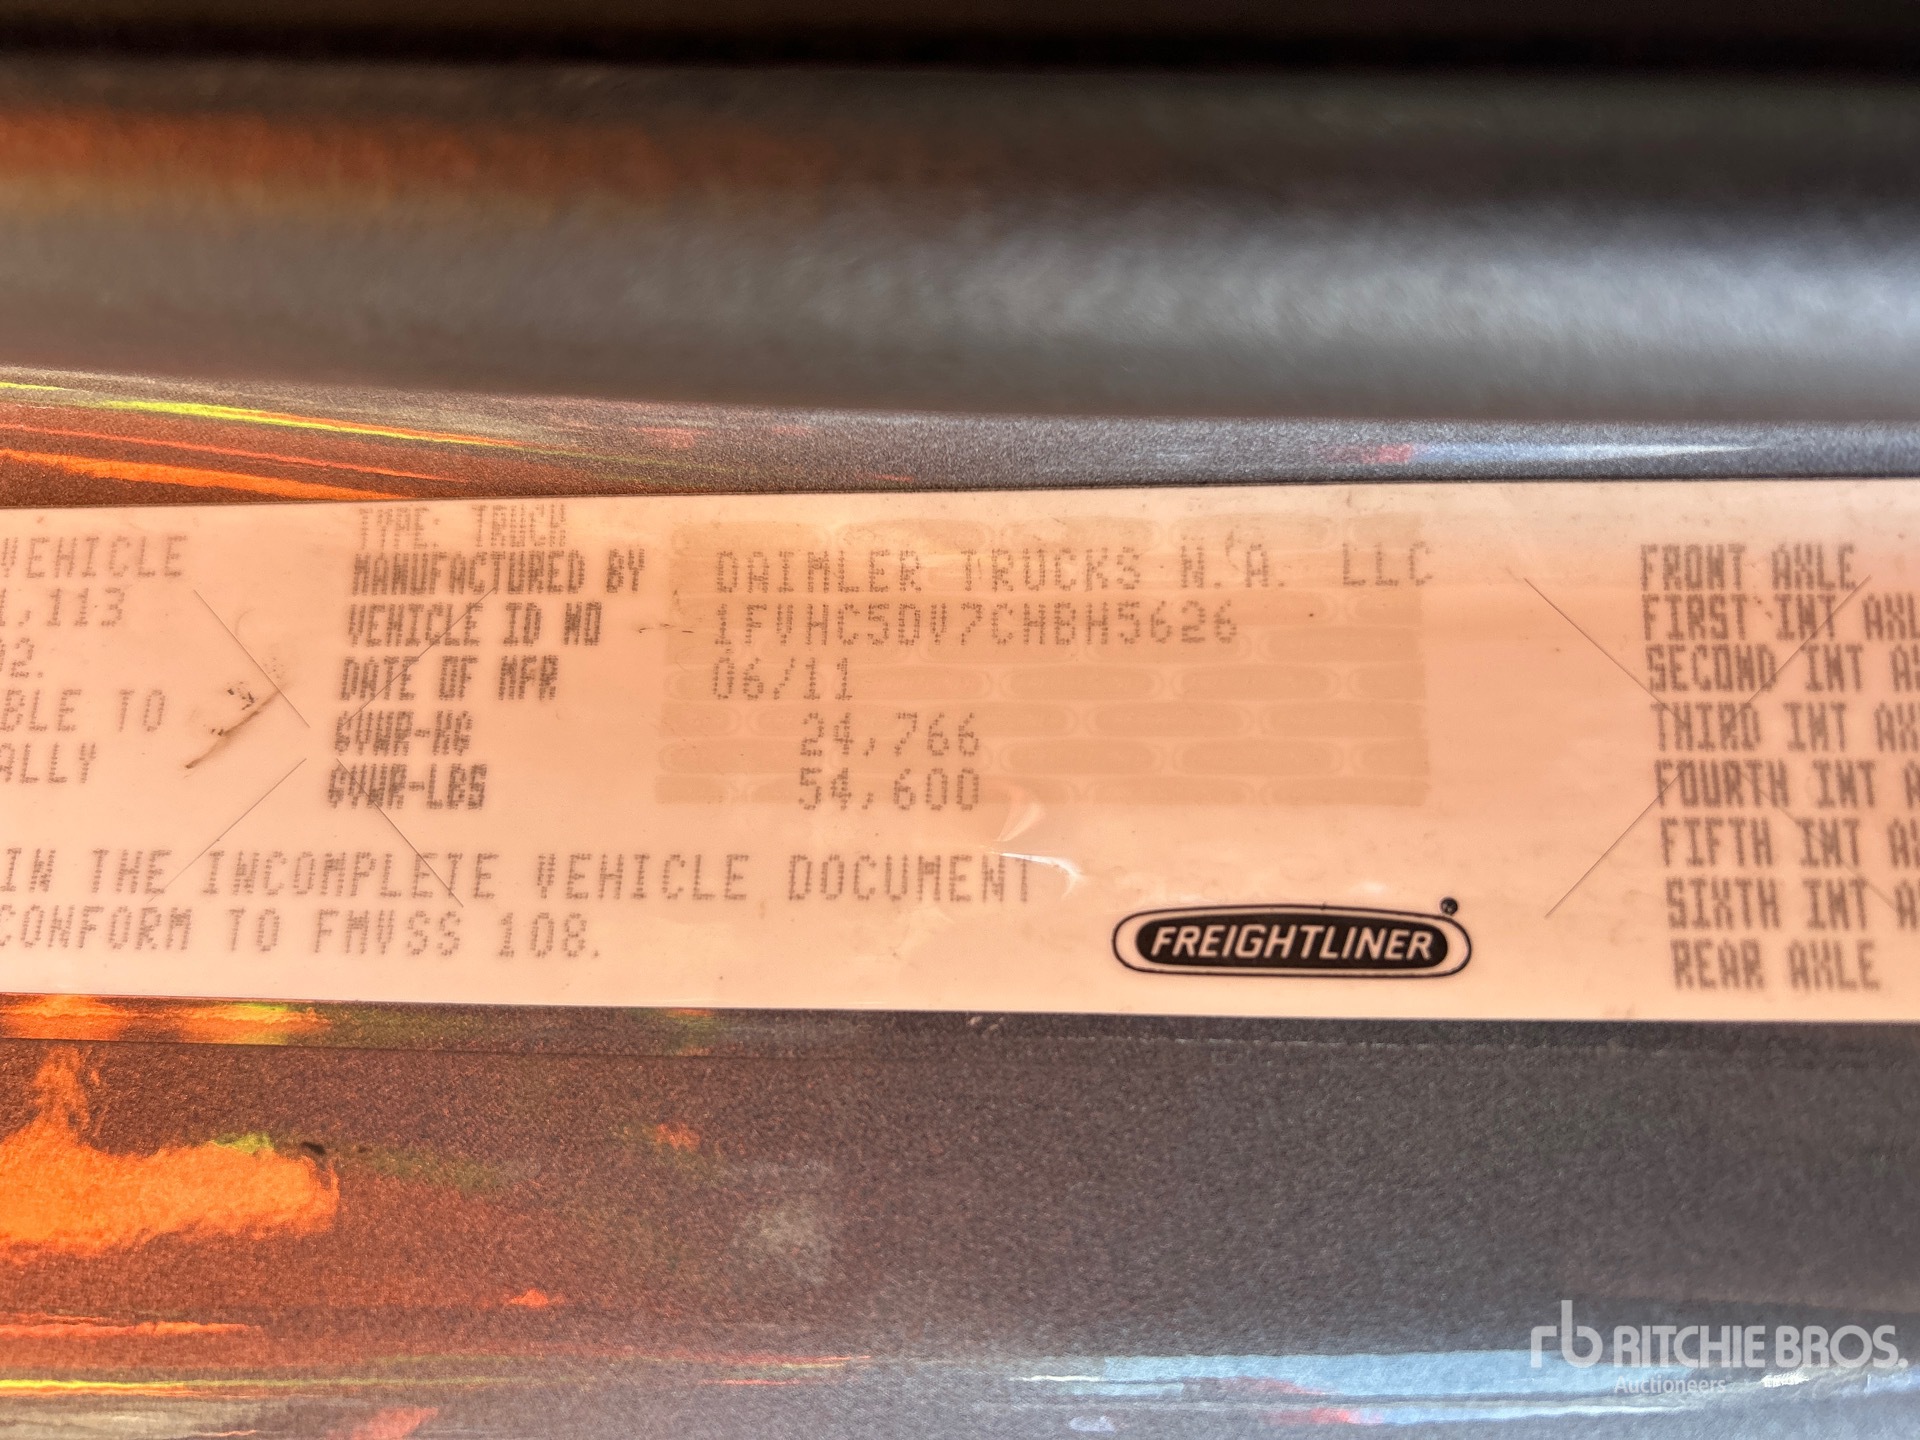 VEHICLE
1,113
02.
BLE TO
ALLY
IN THE INCOMPLETE VEHICLE DOCUMENT
CONFORM TO FMVSS 108.
TYPE: TRUCK
MANUFACTURED BY DAIMLER TRUCKS N.A. LLC
VEHICLE ID NO 1FVHC5DV7CHBH5626
DATE OF MFR 06/11
GVWR-KG 24,766
GVWR-LBS 54,600
FREIGHTLINER
FRONT AXLE
FIRST INT AXL
SECOND INT AX
THIRD INT AX
FOURTH INT A
FIFTH INT AX
SIXTH INT A
REAR AXLE
rb RITCHIE BROS.
Auctioneers